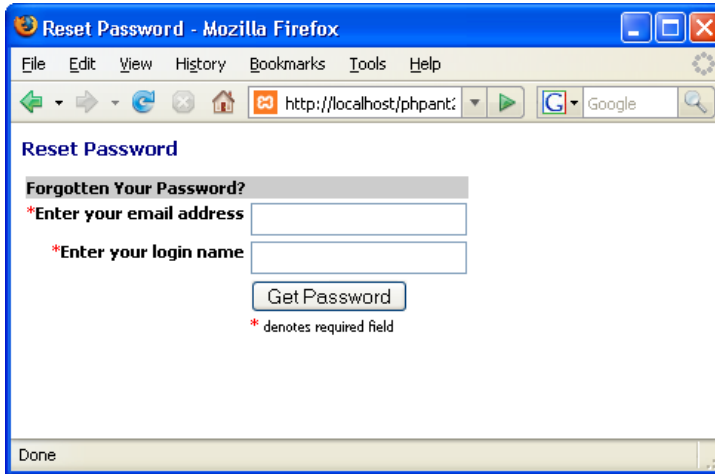 Reset Password - Mozilla Firefox
File Edit View History Bookmarks Tools Help
http://localhost/phpant2 G Google
Reset Password
Forgotten Your Password?
*Enter your email address
*Enter your login name
Get Password
* denotes required field
Done